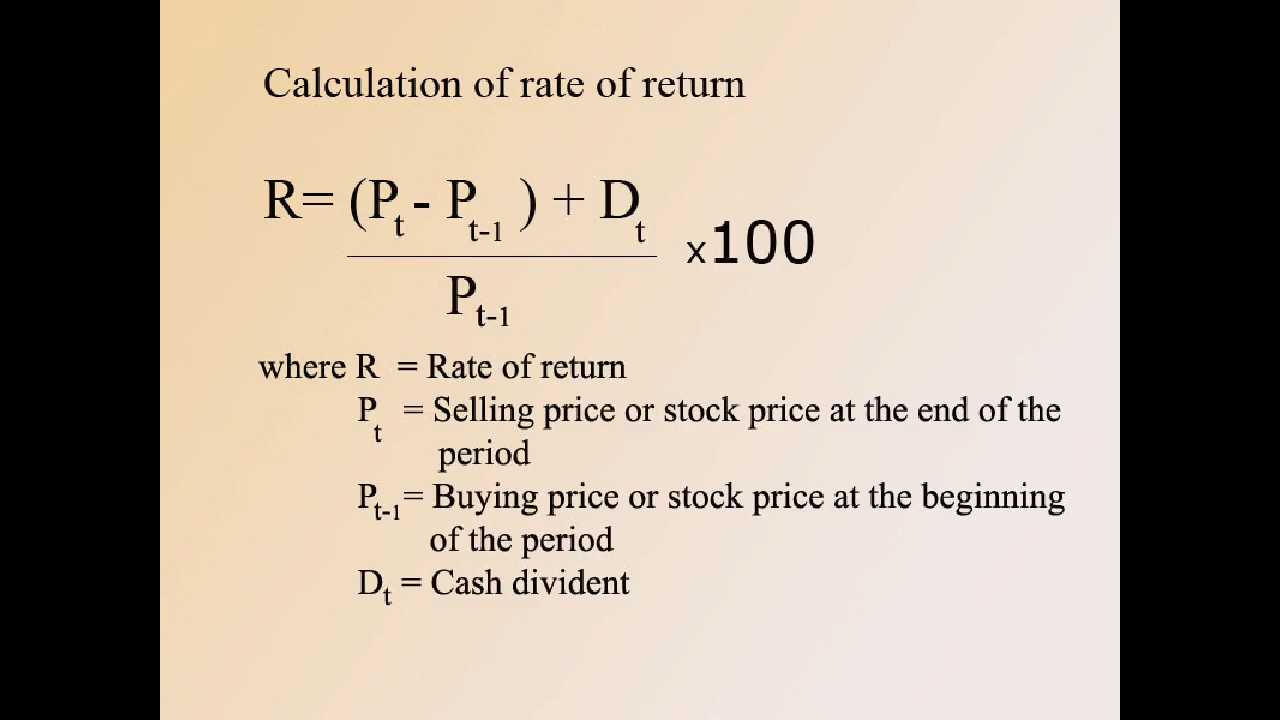 Calculation of rate of return
R= (Pt - Pt-1 ) + Dt
x100
Pt-1
where R = Rate of return
Pt = Selling price or stock price at the end of the
period
Pt-1= Buying price or stock price at the beginning
of the period
Dt = Cash divident